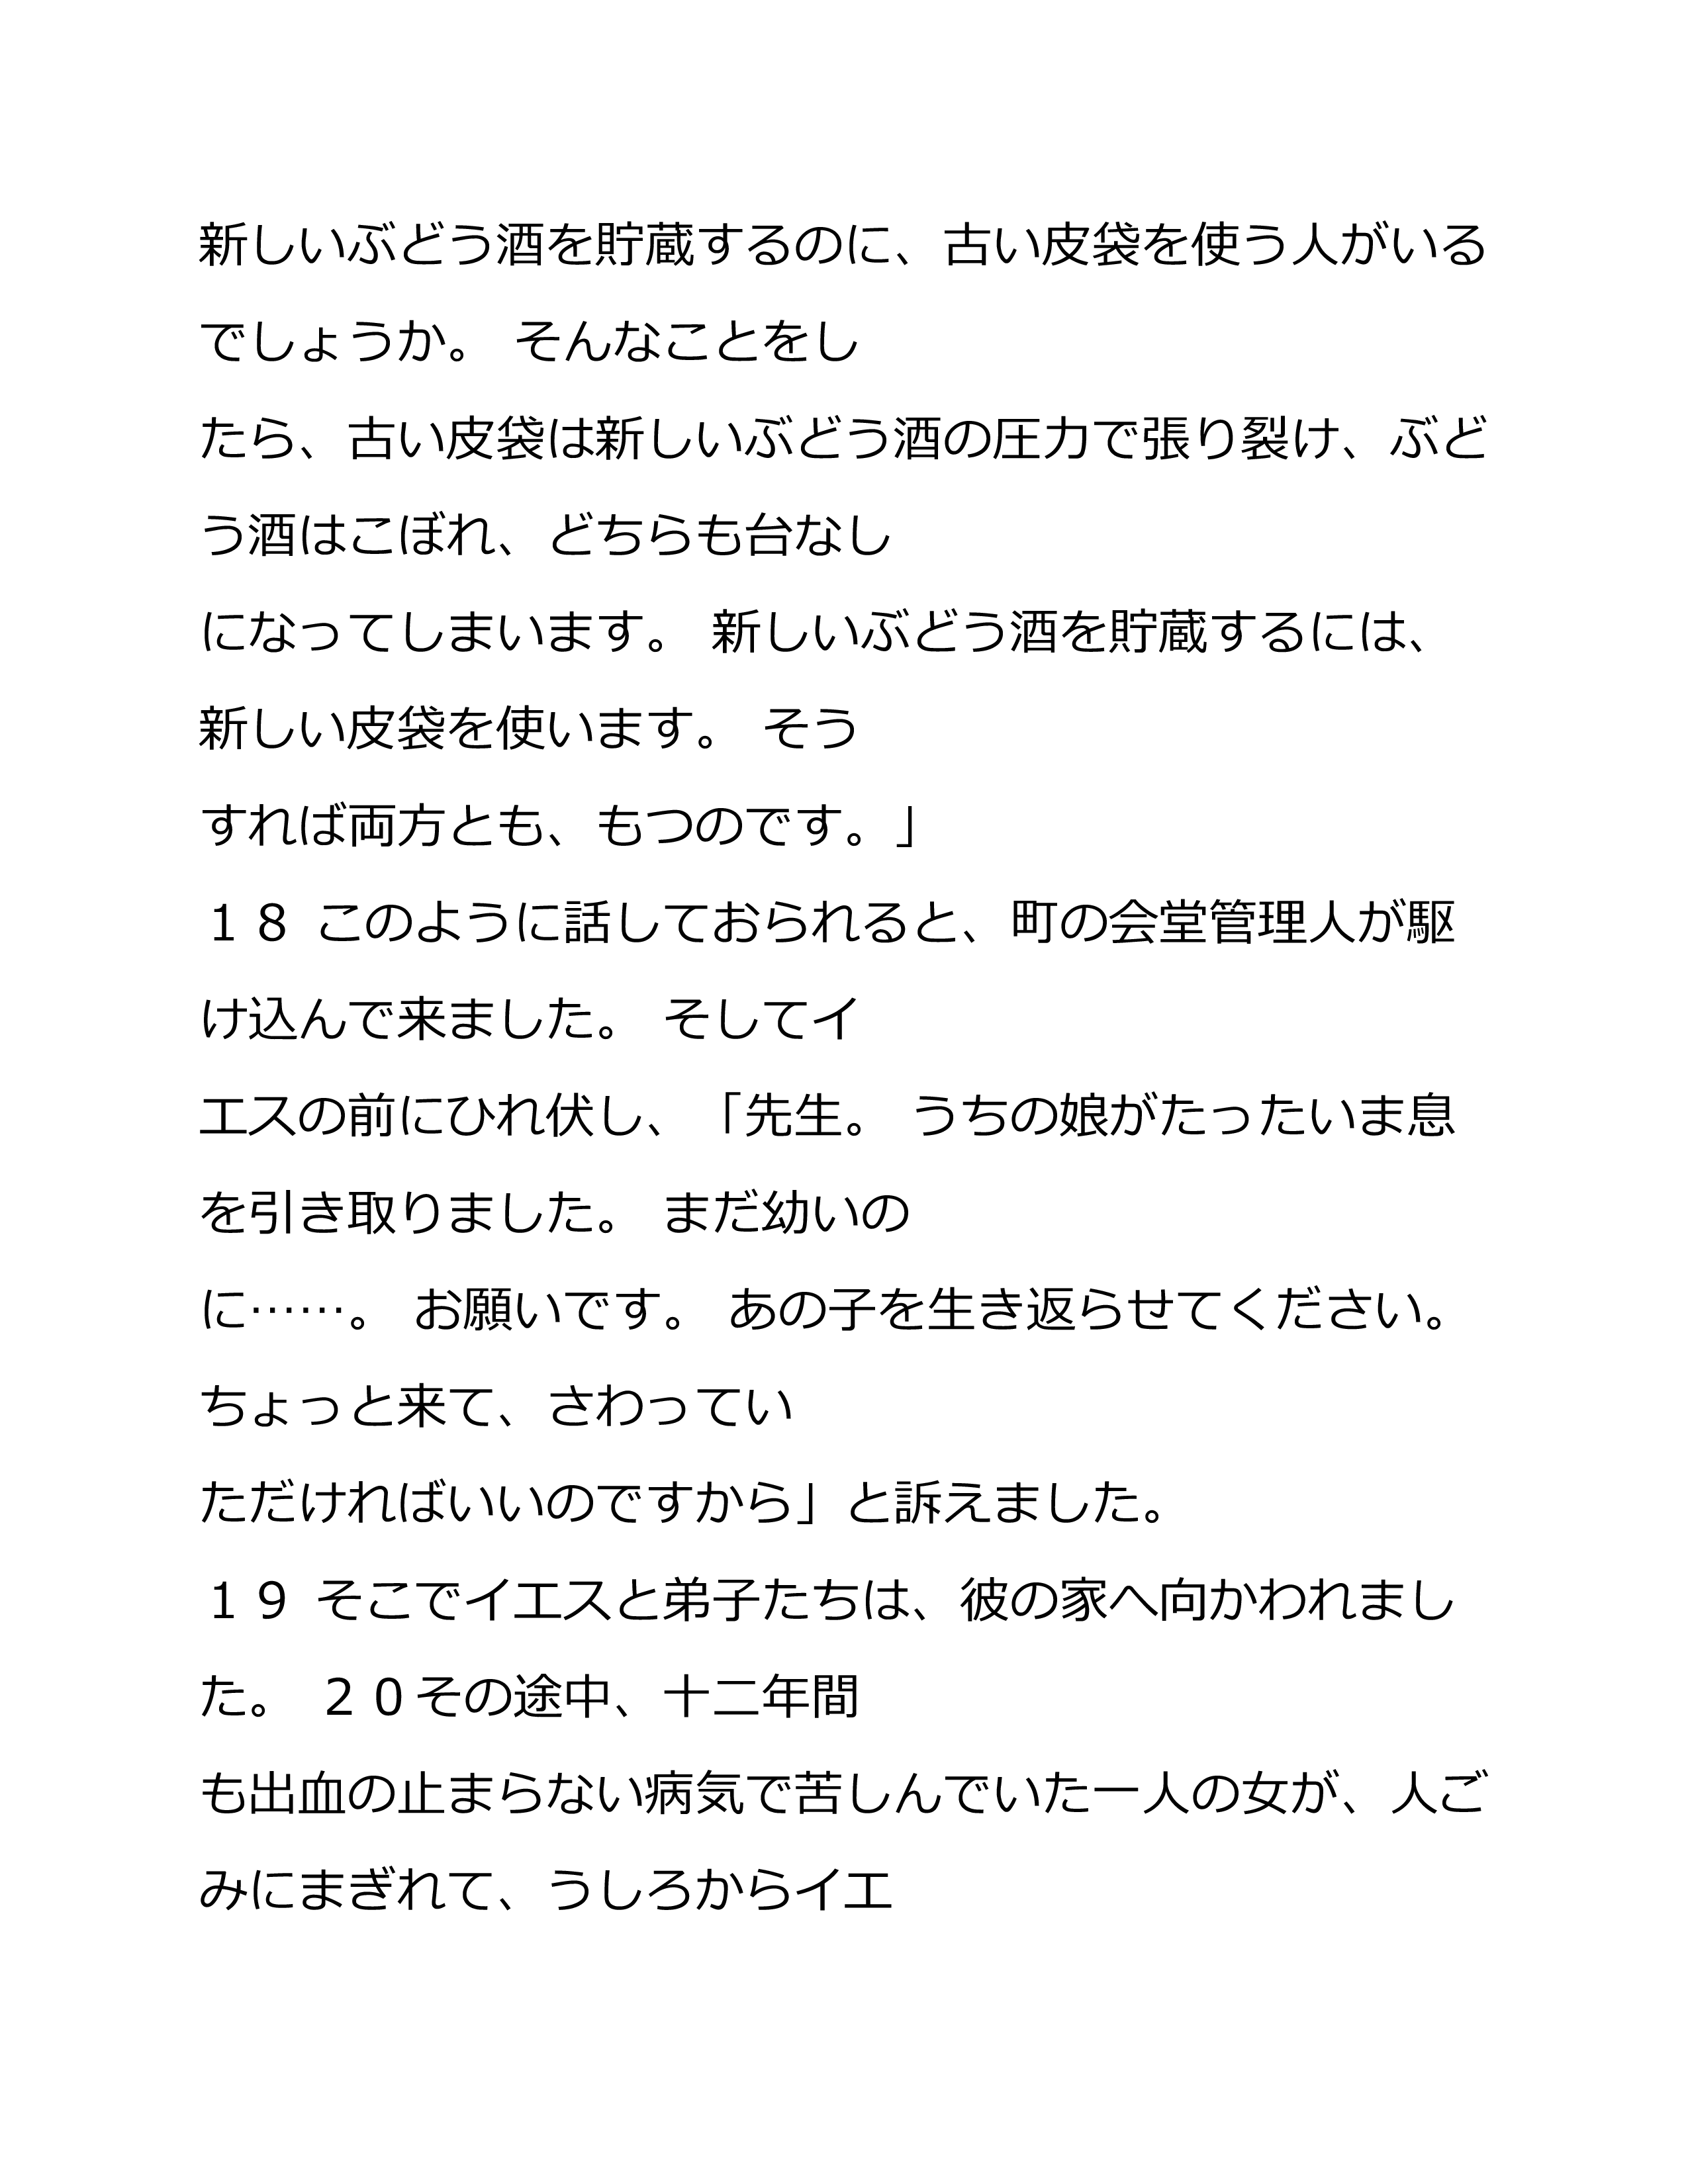 新しいぶどう酒を貯蔵するのに、古い皮袋を使う人がいる
でしょうか。 そんなことをし
たら、古い皮袋は新しいぶどう酒の圧力で張り裂け、ぶど
う酒はこぼれ、どちらも台なし
になってしまいます。 新しいぶどう酒を貯蔵するには、
新しい皮袋を使います。 そう
すれば両方とも、もつのです。」
１８ このように話しておられると、町の会堂管理人が駆
け込んで来ました。 そしてイ
エスの前にひれ伏し、「先生。 うちの娘がたったいま息
を引き取りました。 まだ幼いの
に……。 お願いです。 あの子を生き返らせてください。
ちょっと来て、さわってい
ただければいいのですから」と訴えました。
１９ そこでイエスと弟子たちは、彼の家へ向かわれまし
た。 ２０その途中、十二年間
も出血の止まらない病気で苦しんでいた一人の女が、人ご
みにまぎれて、うしろからイエ